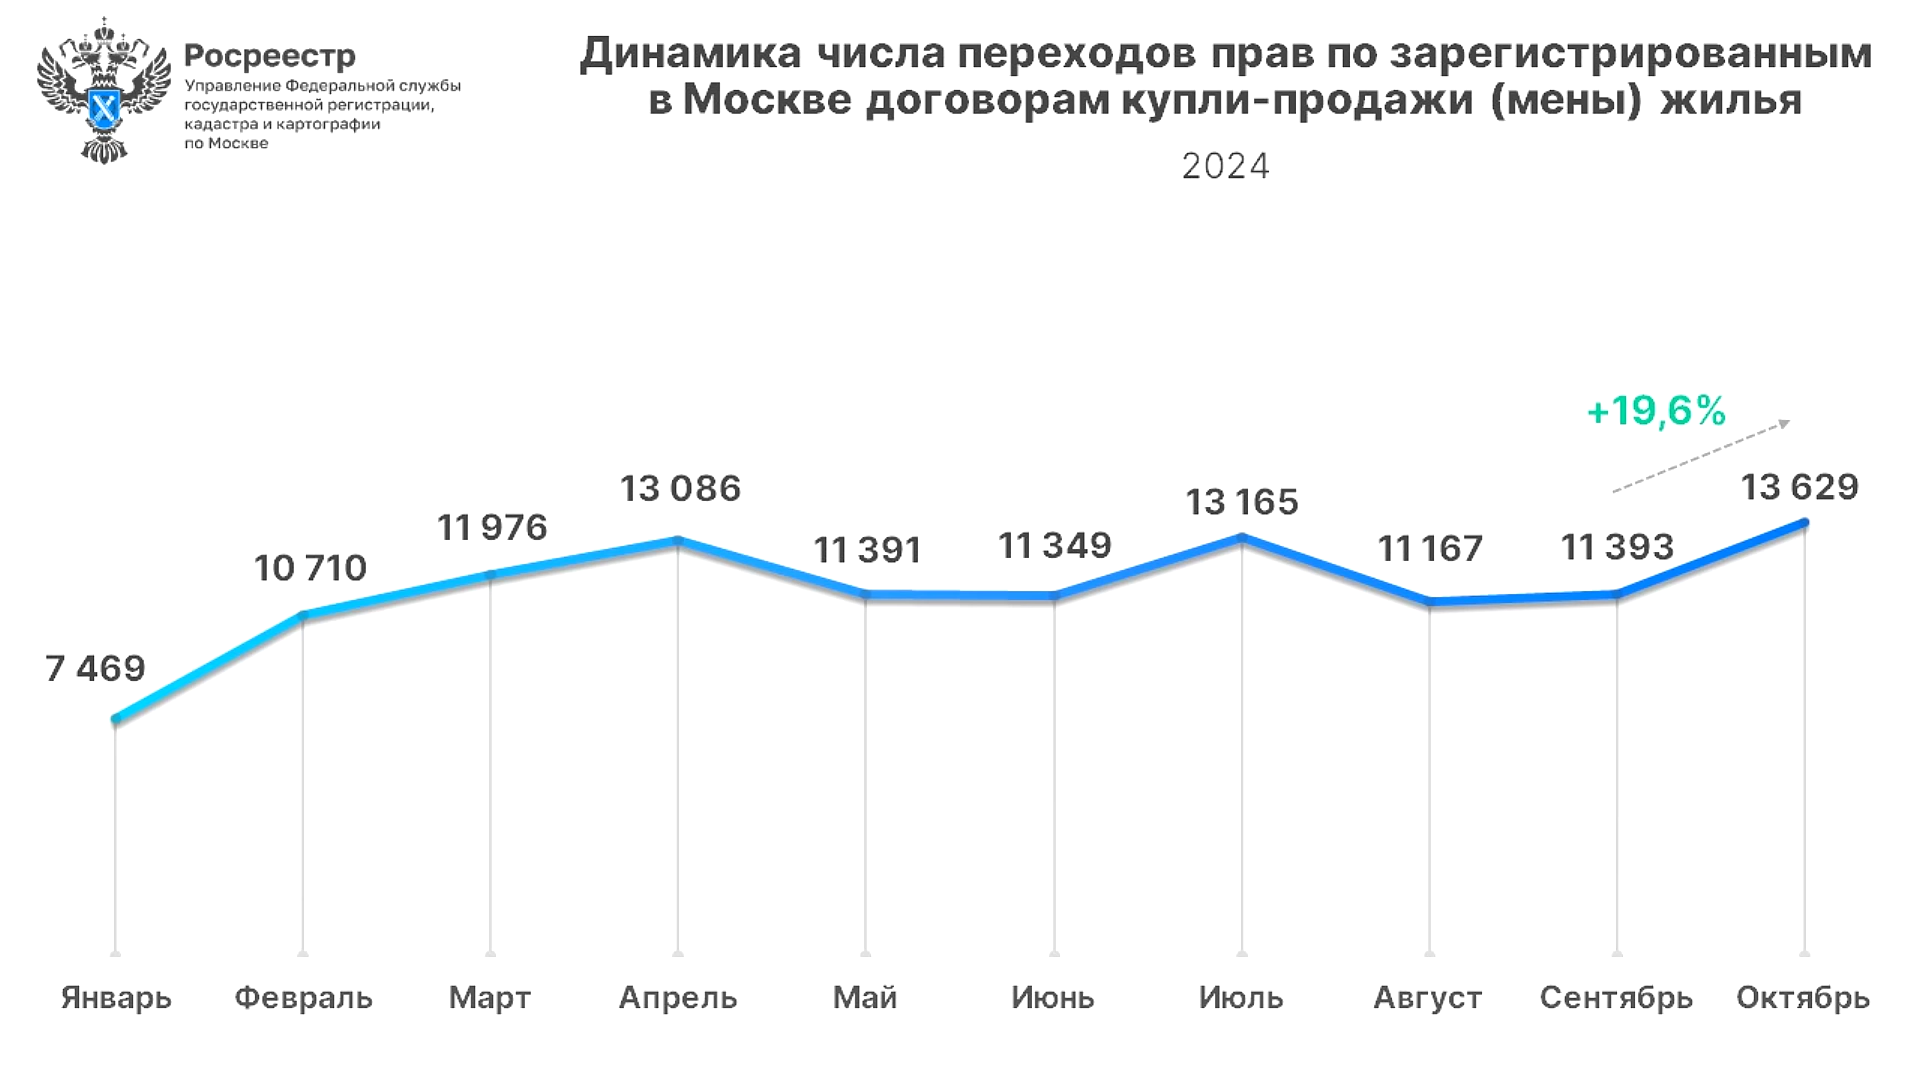 Росреестр
Управление Федеральной службы
государственной регистрации,
кадастра и картографии
по Москве
Динамика числа переходов прав по зарегистрированным
в Москве договорам купли-продажи (мены) жилья
2024
+19,6%
7 469
10 710
11 976
13 086
11 391
11 349
13 165
11 167
11 393
13 629
Январь
Февраль
Март
Апрель
Май
Июнь
Июль
Август
Сентябрь
Октябрь